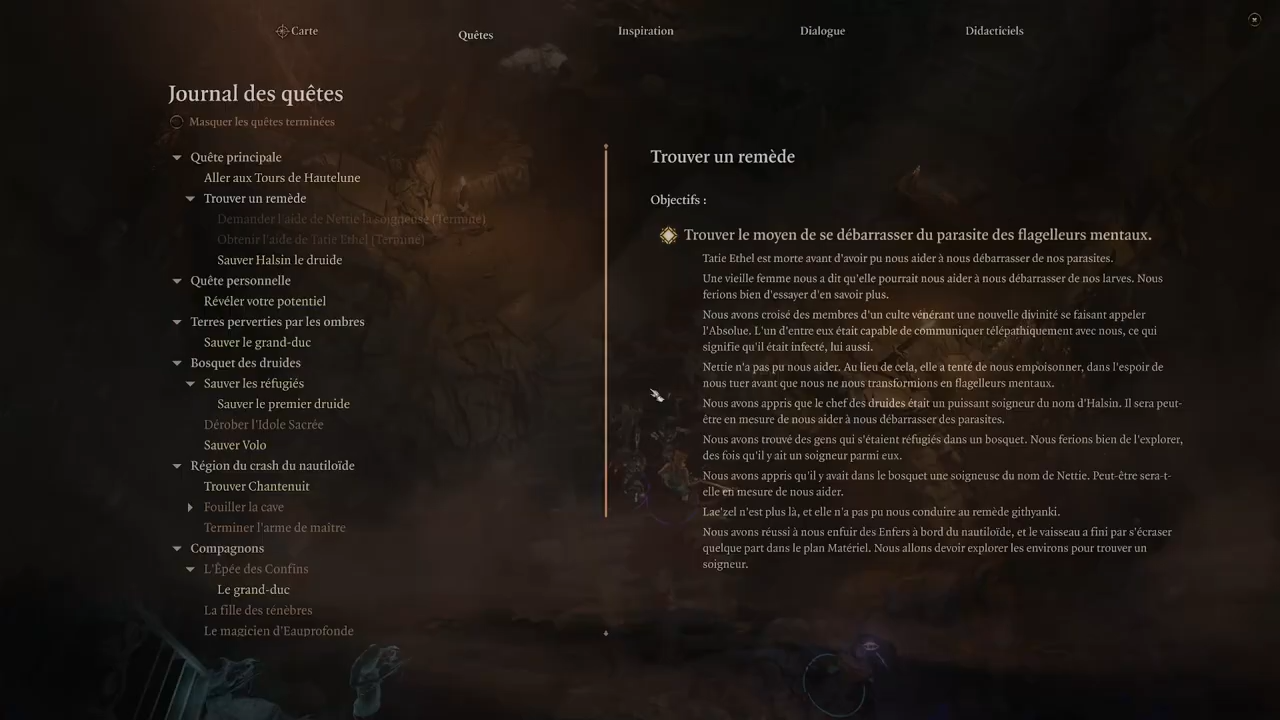 Carte
Quêtes
Inspiration
Dialogue
Didacticiels
Journal des quêtes
Masquer les quêtes terminées
Quête principale
Aller aux Tours de Hautelune
Trouver un remède
Demander l'aide de Nettie la soigneuse (Terminé)
Obtenir l'aide de Tatie Ethel (Terminé)
Sauver Halsin le druide
Quête personnelle
Révéler votre potentiel
Terres perverties par les ombres
Sauver le grand-duc
Bosquet des druides
Sauver les réfugiés
Sauver le premier druide
Dérober l'Idole Sacrée
Sauver Volo
Région du crash du nautiloïde
Trouver Chantenuit
Fouiller la cave
Terminer l'arme de maître
Compagnons
L'Épée des Confins
Le grand-duc
La fille des ténèbres
Le magicien d'Eauprofonde
Trouver un remède
Objectifs :
Trouver le moyen de se débarrasser du parasite des flagelleurs mentaux.
Tatie Ethel est morte avant d'avoir pu nous aider à nous débarrasser de nos parasites.
Une vieille femme nous a dit qu'elle pourrait nous aider à nous débarrasser de nos larves. Nous
ferions bien d'essayer d'en savoir plus.
Nous avons croisé des membres d'un culte vénérant une nouvelle divinité se faisant appeler
l'Absolue. L'un d'entre eux était capable de communiquer télépathiquement avec nous, ce qui
signifie qu'il était infecté, lui aussi.
Nettie n'a pas pu nous aider. Au lieu de cela, elle a tenté de nous empoisonner, dans l'espoir de
nous tuer avant que nous ne nous transformions en flagelleurs mentaux.
Nous avons appris que le chef des druides était un puissant soigneur du nom d'Halsin. Il sera peut-
être en mesure de nous aider à nous débarrasser des parasites.
Nous avons trouvé des gens qui s'étaient réfugiés dans un bosquet. Nous ferions bien de l'explorer,
des fois qu'il y ait un soigneur parmi eux.
Nous avons appris qu'il y avait dans le bosquet une soigneuse du nom de Nettie. Peut-être sera-t-
elle en mesure de nous aider.
Lae'zel n'est plus là, et elle n'a pas pu nous conduire au remède githyanki.
Nous avons réussi à nous enfuir des Enfers à bord du nautiloïde, et le vaisseau a fini par s'écraser
quelque part dans le plan Matériel. Nous allons devoir explorer les environs pour trouver un
soigneur.